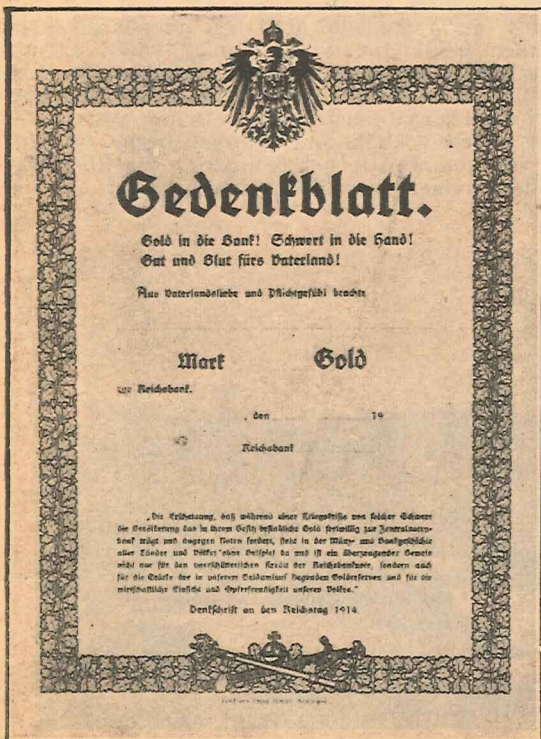 Gedenkblatt.
Gold in die Bank! Schwert in die Hand!
Gut und Blut fürs Vaterland!
Aus Vaterlandsliebe und Pflichtgefühl brachte
Mark Gold
zur Reichsbank.
, den 19
Reichsbank
„Die Erscheinung, daß während einer Kriegskrisis von solcher Schwere
die Bevölkerung das in ihrem Besitz befindliche Gold freiwillig zur Zentralnoten-
bank trägt und dagegen Noten fordert, steht in der Münz- und Bankgeschichte
aller Länder und Völker ohne Beispiel da und ist ein überzeugender Beweis
nicht nur für den unerschütterlichen Kredit der Reichsbanknote, sondern auch
für die Stärke der in unserem Geldumlauf liegenden Goldreserven und für die
wirtschaftliche Einsicht und Opferfreudigkeit unseres Volkes.“
Denkschrift an den Reichstag 1914